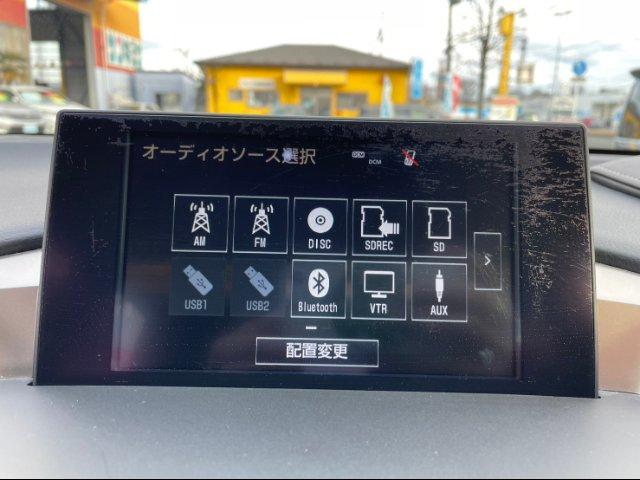 オーディオソース選択
DCM
AM FM DISC SDREC SD
USB1 USB2 Bluetooth VTR AUX
配置変更